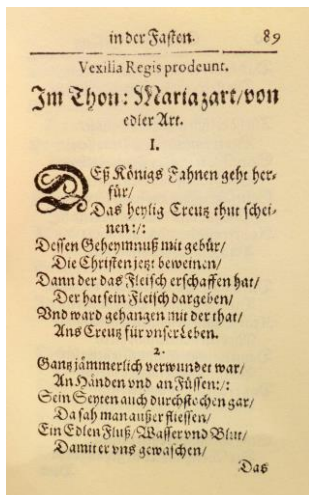 in der Fasten. 89
Vexilla Regis prodeunt.
Im Thon: Maria zart/von
edler Art.
I.
DEß Königs Fahnen geht her-
für/
Das heylig Creutz thut schei-
nen:/:
Dessen Geheymnuß mit gebür/
Die Christen jetzt beweinen/
Dann der das Fleisch erschaffen hat/
Der hat sein Fleisch dargeben/
Vnd ward gehangen mit der that/
Ans Creutz für vnser Leben.
2.
Gantz jämmerlich verwundet war/
An Händen vnd an Füssen:/:
Sein Seyten auch durchstochen gar/
Da sah man außer fliessen/
Ein Edlen Fluß/Wasser vnd Blut/
Damit er vns gewaschen/
Das